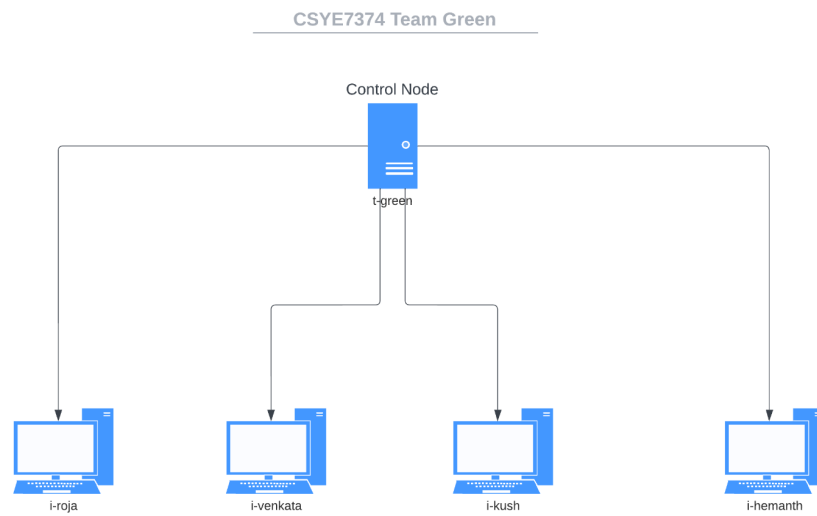 CSYE7374 Team Green
Control Node
t-green
i-roja
i-venkata
i-kush
i-hemanth